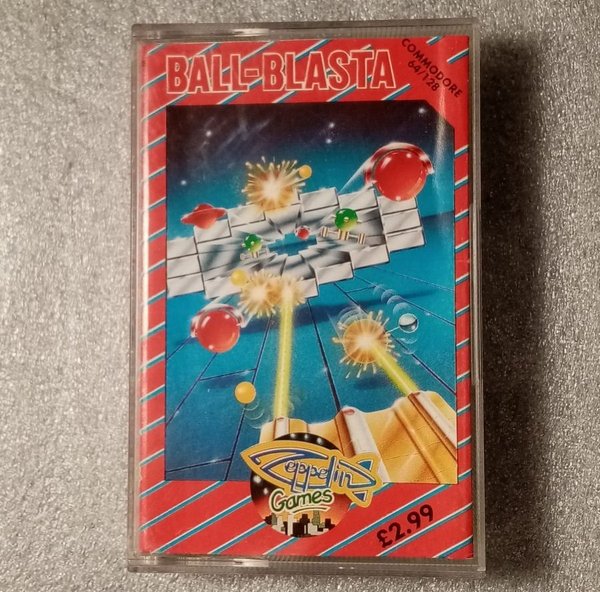 BALL-BLASTA
COMMODORE
64/128
Zeppelin
Games
£2.99